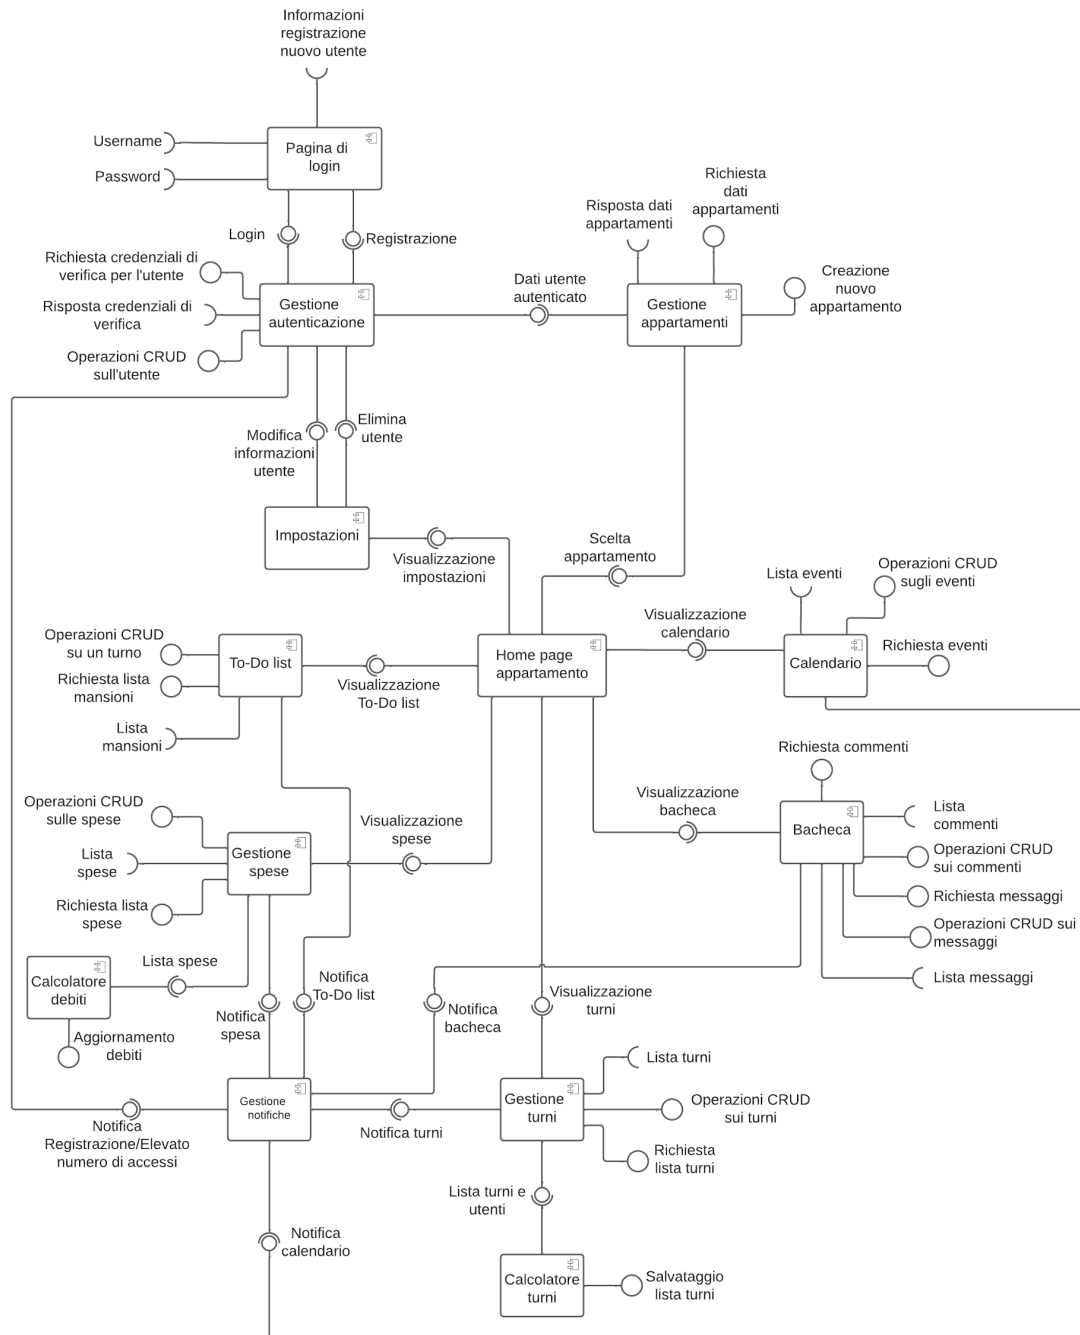 Informazioni
registrazione
nuovo utente
Username
Password
Pagina di
login
Login
Registrazione
Richiesta
dati
appartamenti
Risposta dati
appartamenti
Richiesta credenziali di
verifica per l'utente
Risposta credenziali di
verifica
Operazioni CRUD
sull'utente
Gestione
autenticazione
Dati utente
autenticato
Gestione
appartamenti
Creazione
nuovo
appartamento
Modifica
informazioni
utente
Elimina
utente
Impostazioni
Visualizzazione
impostazioni
Scelta
appartamento
Lista eventi
Operazioni CRUD
sugli eventi
Visualizzazione
calendario
Calendario
Richiesta eventi
Operazioni CRUD
su un turno
Richiesta lista
mansioni
Lista
mansioni
To-Do list
Visualizzazione
To-Do list
Home page
appartamento
Richiesta commenti
Visualizzazione
bacheca
Bacheca
Lista
commenti
Operazioni CRUD
sui commenti
Richiesta messaggi
Operazioni CRUD sui
messaggi
Lista messaggi
Operazioni CRUD
sulle spese
Lista
spese
Richiesta lista
spese
Gestione
spese
Visualizzazione
spese
Lista spese
Calcolatore
debiti
Aggiornamento
debiti
Notifica
spesa
Notifica
To-Do list
Notifica
bacheca
Visualizzazione
turni
Lista turni
Gestione
notifiche
Notifica turni
Gestione
turni
Operazioni CRUD
sui turni
Richiesta
lista turni
Notifica
Registrazione/Elevato
numero di accessi
Lista turni e
utenti
Notifica
calendario
Calcolatore
turni
Salvataggio
lista turni